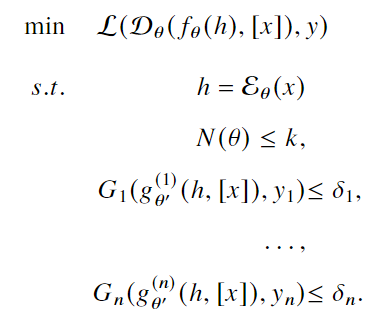 min ℒ(𝒟_θ(f_θ(h), [x]), y)
s.t. h = ℰ_θ(x)
N(θ) ≤ k,
G_1(g_{θ′}^{(1)}(h, [x]), y_1) ≤ δ_1,
. . . ,
G_n(g_{θ′}^{(n)}(h, [x]), y_n) ≤ δ_n.